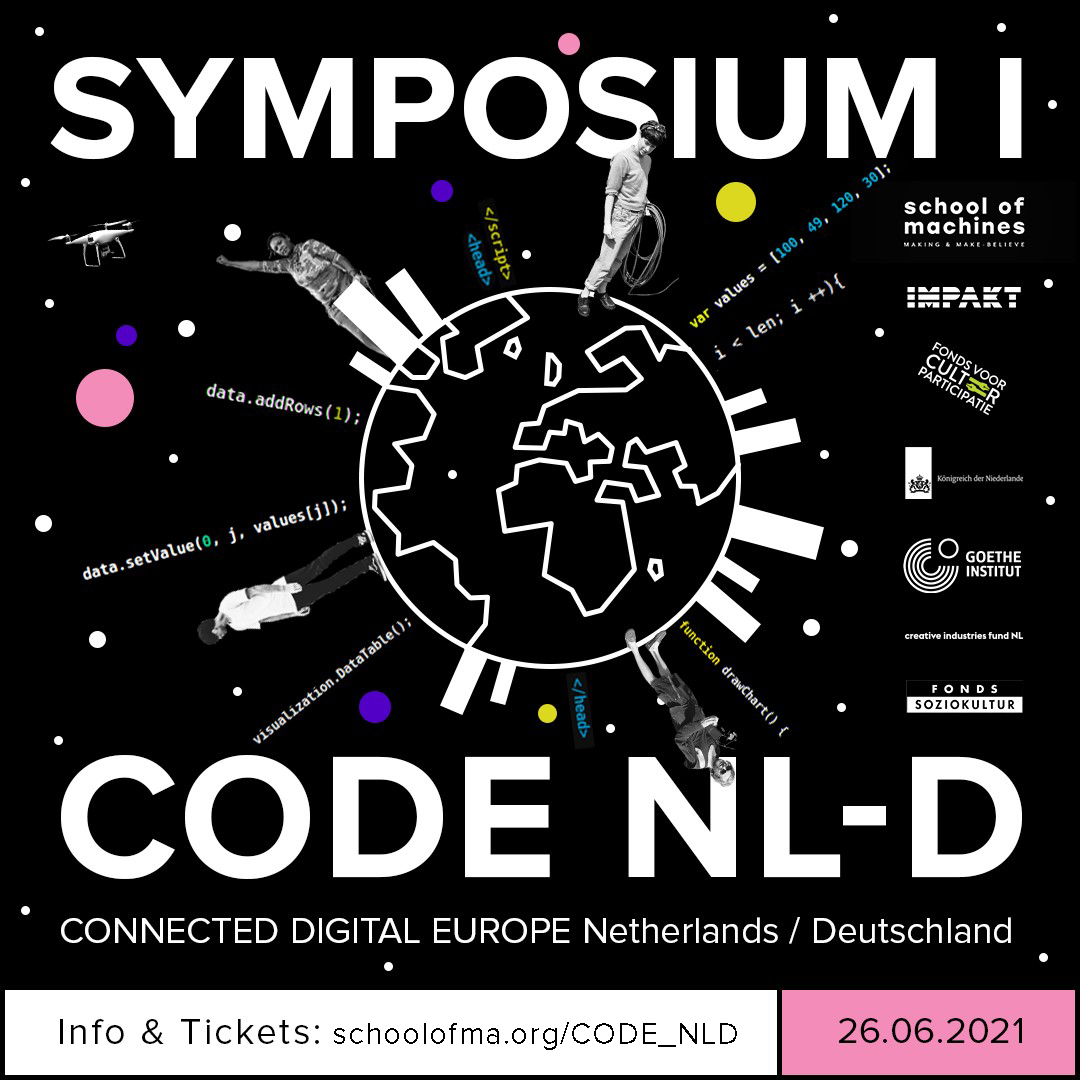 SYMPOSIUM I
school of
machines
MAKING & MAKE-BELIEVE
IMPAKT
FONDS VOOR
CULTUUR
PARTICIPATIE
Königreich der Niederlande
GOETHE
INSTITUT
creative industries fund NL
FONDS
SOZIOKULTUR
</script>
<head>
var values = [100, 49, 120, 30];
i < len; i ++){
data.addRows(1);
data.setValue(0, j, values[j]);
visualization.DataTable();
</head>
function drawChart() {
CODE NL-D
CONNECTED DIGITAL EUROPE Netherlands / Deutschland
Info & Tickets: schoolofma.org/CODE_NLD
26.06.2021